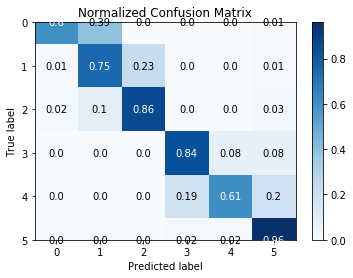 Normalized Confusion Matrix
0 0.6 0.39 0.0 0.0 0.0 0.01
1 0.01 0.75 0.23 0.0 0.0 0.01
2 0.02 0.1 0.86 0.0 0.0 0.03
3 0.0 0.0 0.0 0.84 0.08 0.08
4 0.0 0.0 0.0 0.19 0.61 0.2
5 0.0 0.0 0.0 0.02 0.02 0.96
0 1 2 3 4 5
True label
Predicted label
0.8
0.6
0.4
0.2
0.0